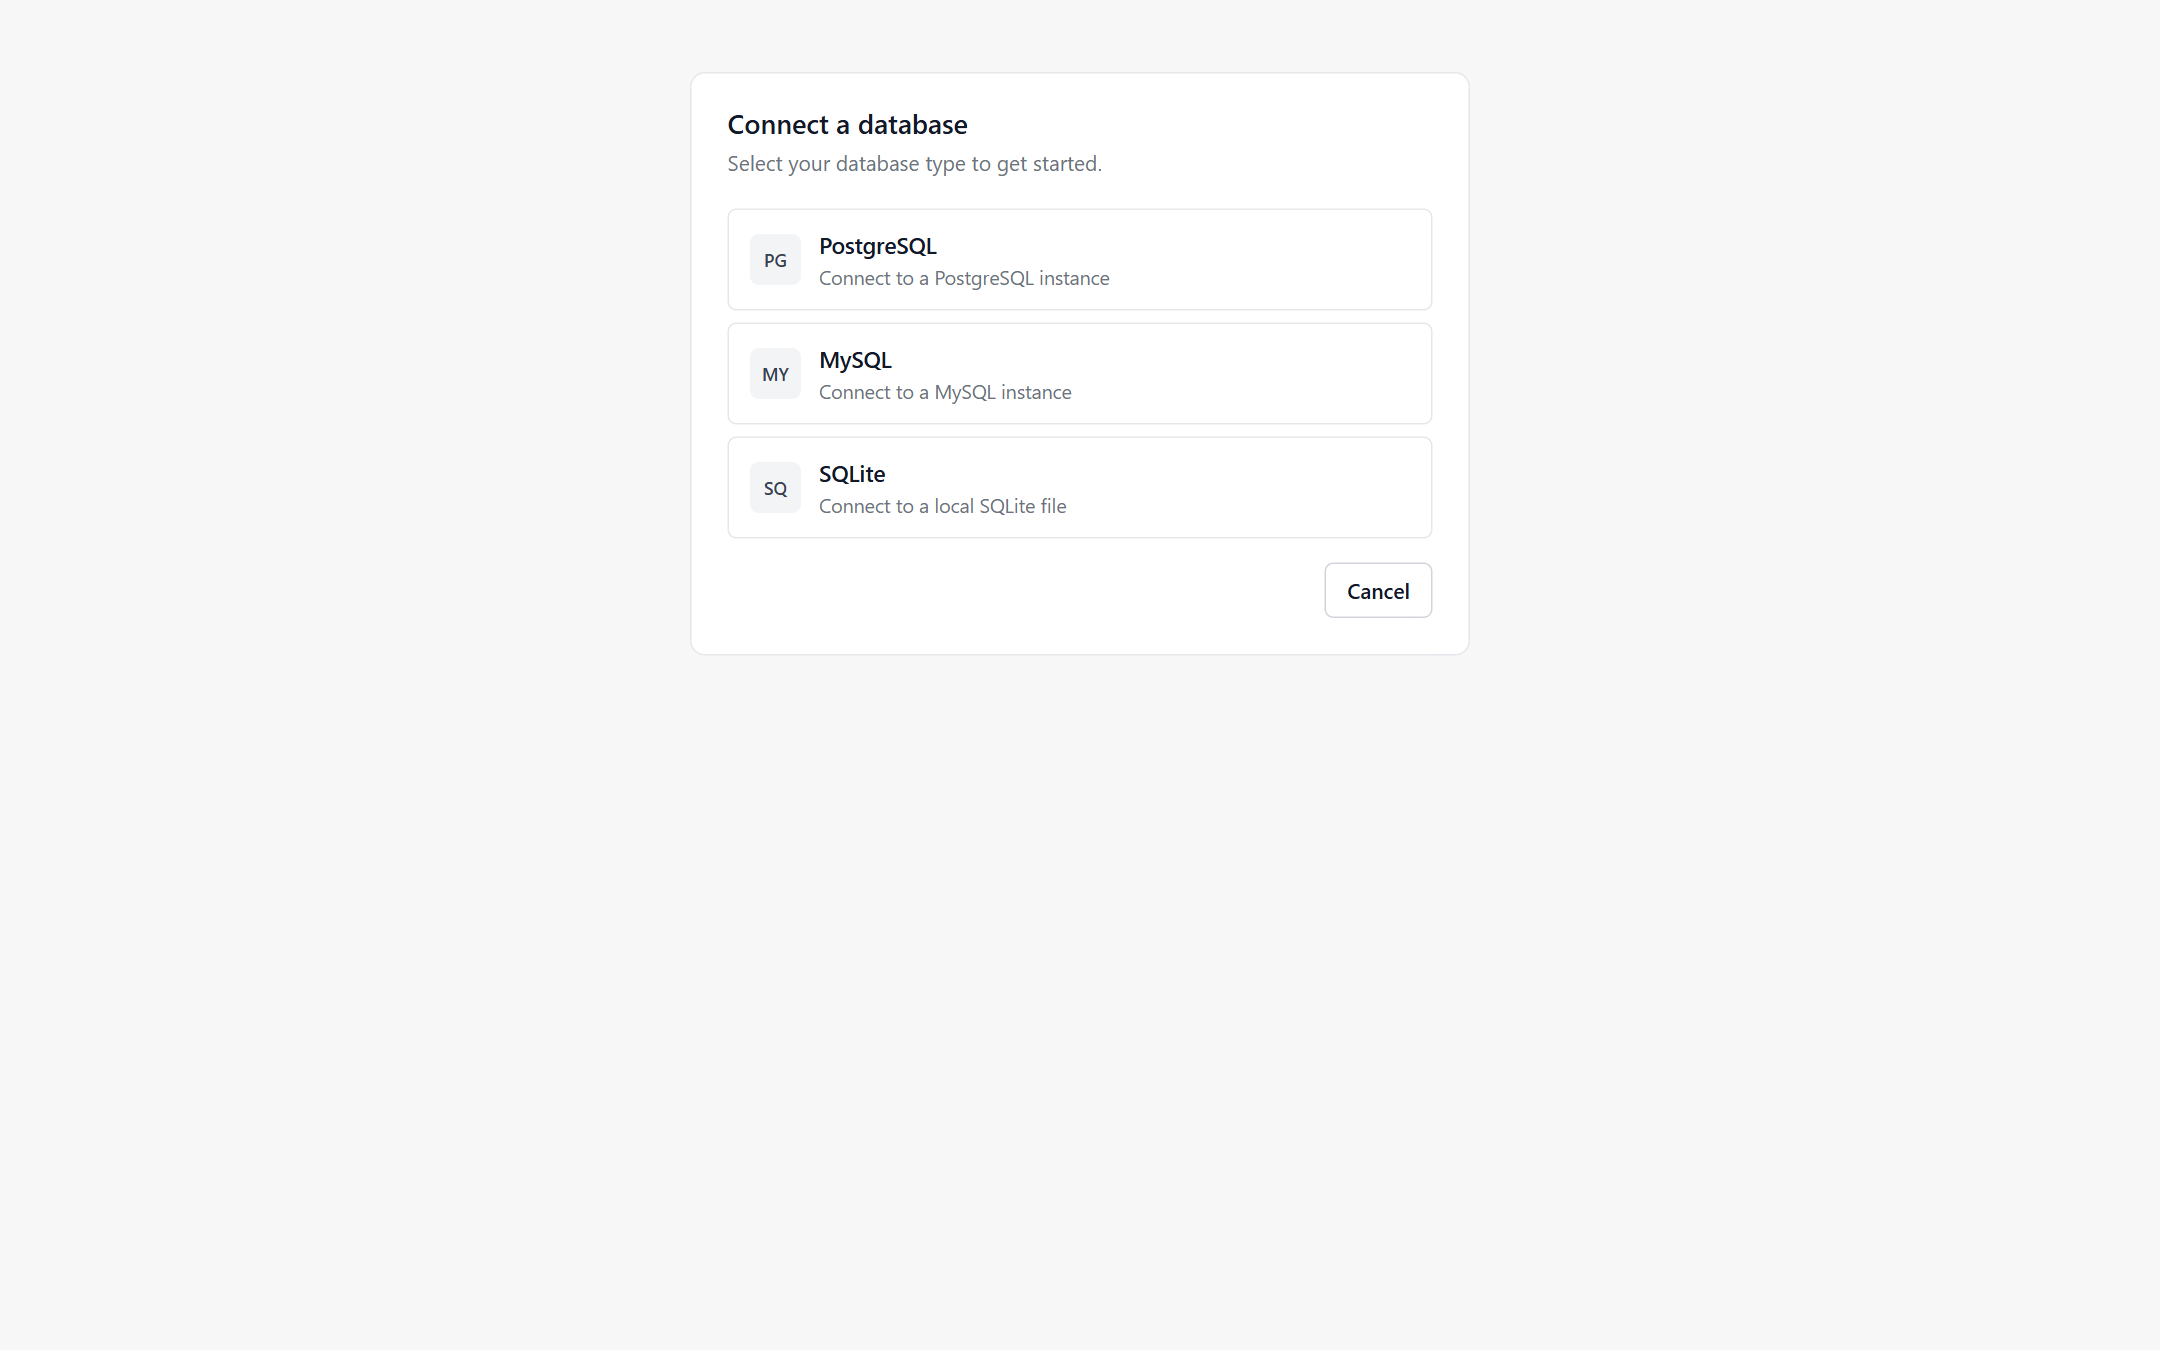 Connect a database
Select your database type to get started.
PG
PostgreSQL
Connect to a PostgreSQL instance
MY
MySQL
Connect to a MySQL instance
SQ
SQLite
Connect to a local SQLite file
Cancel